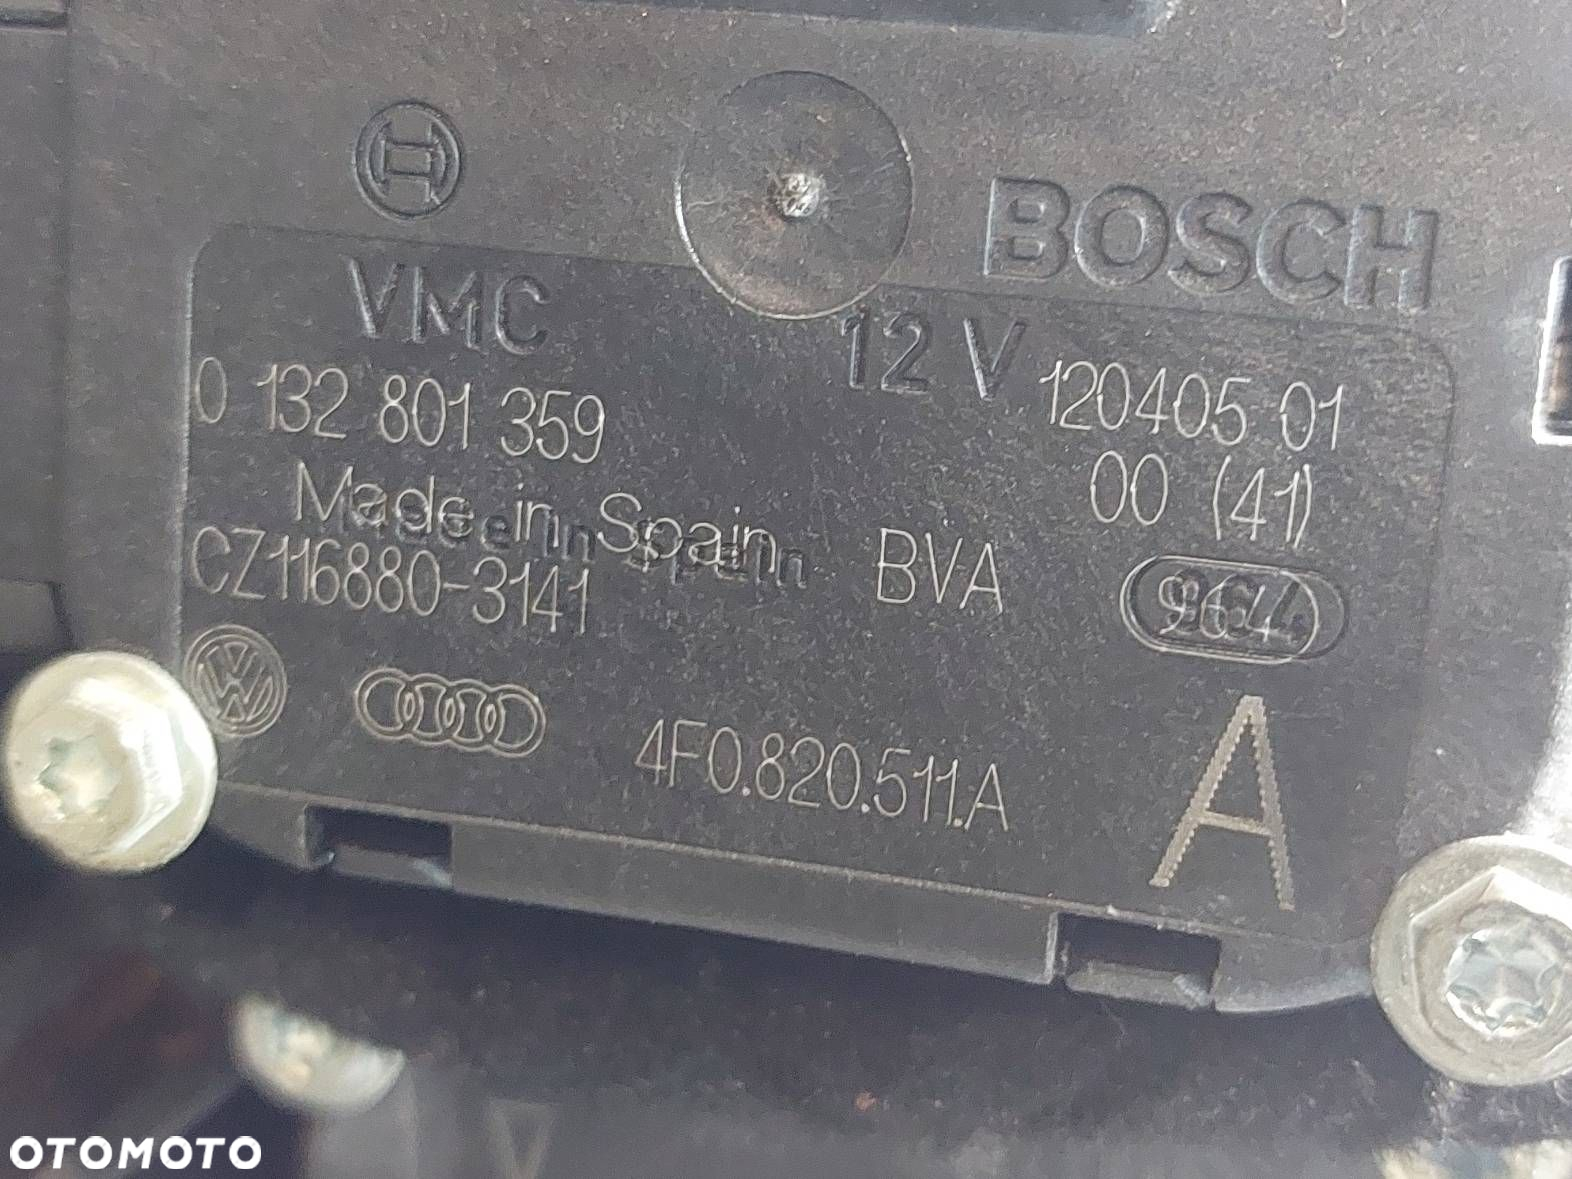 BOSCH
VMC
12 V
0 132 801 359
120405 01
Made in Spain
00 (41)
CZ116880-3141
BVA
964
4F0.820.511.A
A
OTOMOTO